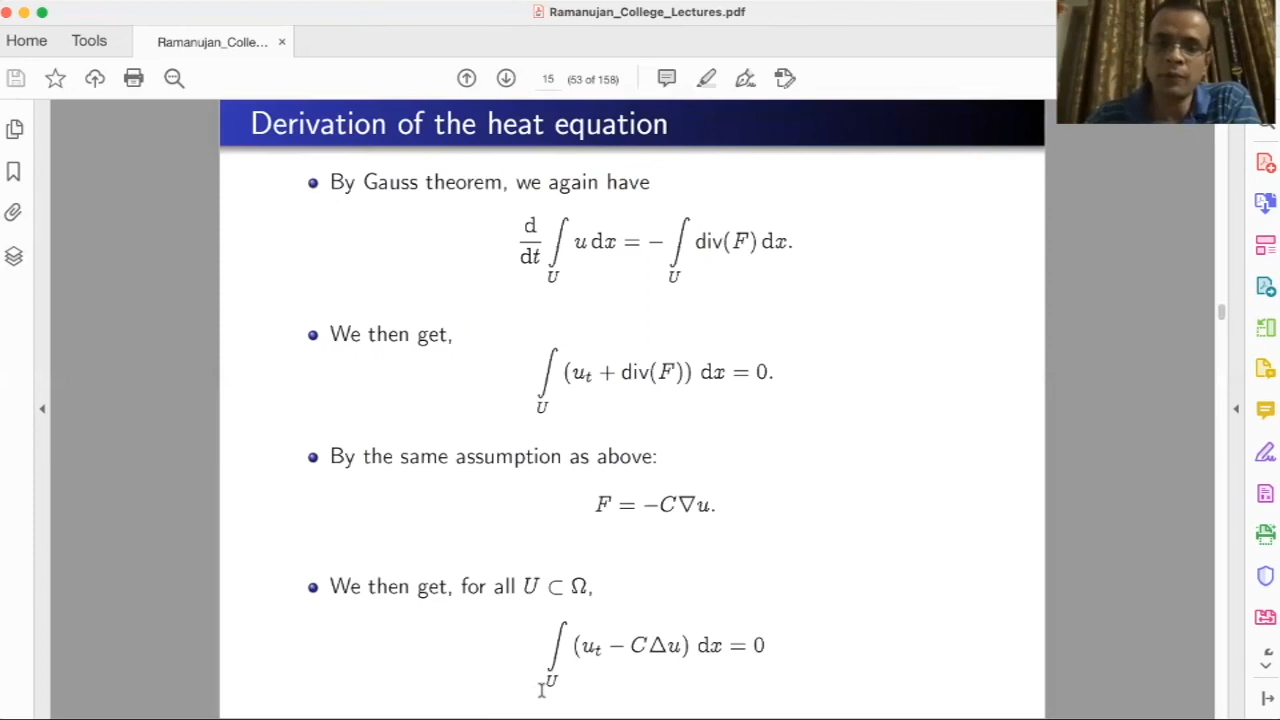 Ramanujan_College_Lectures.pdf
Home Tools Ramanujan_Colle... ×
15 (53 of 158)
Derivation of the heat equation
By Gauss theorem, we again have
d/dt ∫_U u dx = − ∫_U div(F) dx.
We then get,
∫_U (u_t + div(F)) dx = 0.
By the same assumption as above:
F = −C∇u.
We then get, for all U ⊂ Ω,
∫_U (u_t − CΔu) dx = 0